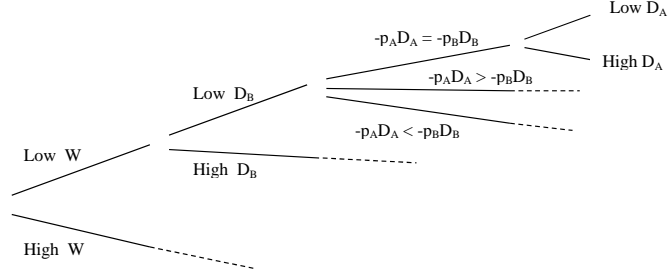 Low D_A
-p_AD_A = -p_BD_B
High D_A
-p_AD_A > -p_BD_B
Low D_B
-p_AD_A < -p_BD_B
Low W
High D_B
High W